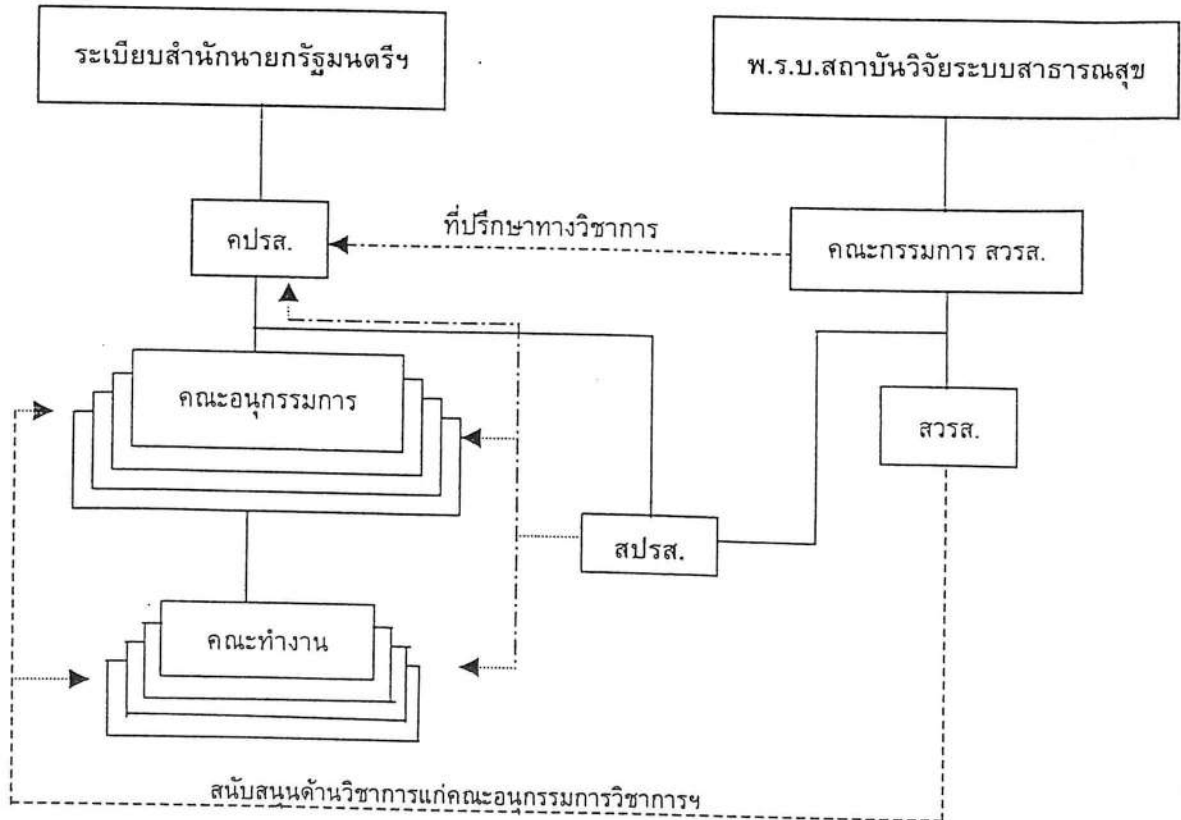 ระเบียบสำนักนายกรัฐมนตรีฯ
พ.ร.บ.สถาบันวิจัยระบบสาธารณสุข
คปรส.
ที่ปรึกษาทางวิชาการ
คณะกรรมการ สวรส.
คณะอนุกรรมการ
สวรส.
สปรส.
คณะทำงาน
สนับสนุนด้านวิชาการแก่คณะอนุกรรมการวิชาการฯ